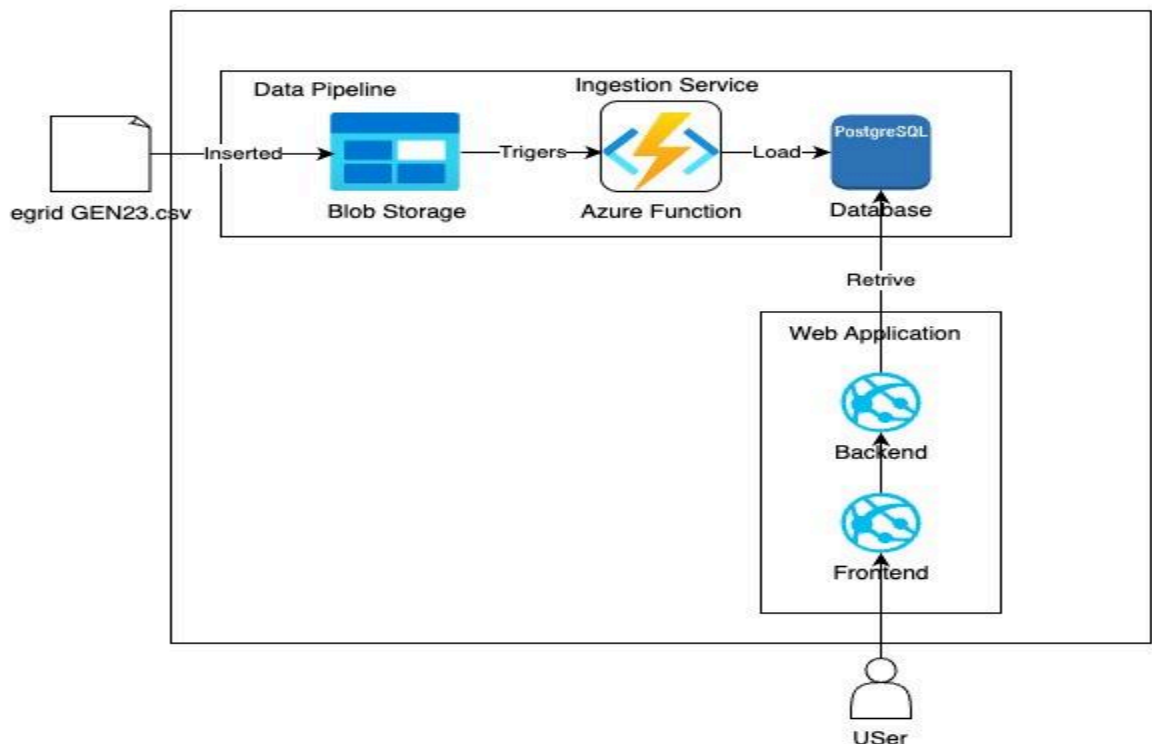 Data Pipeline
Ingestion Service
PostgreSQL
Inserted
Trigers
Load
egrid GEN23.csv
Blob Storage
Azure Function
Database
Retrive
Web Application
Backend
Frontend
USer